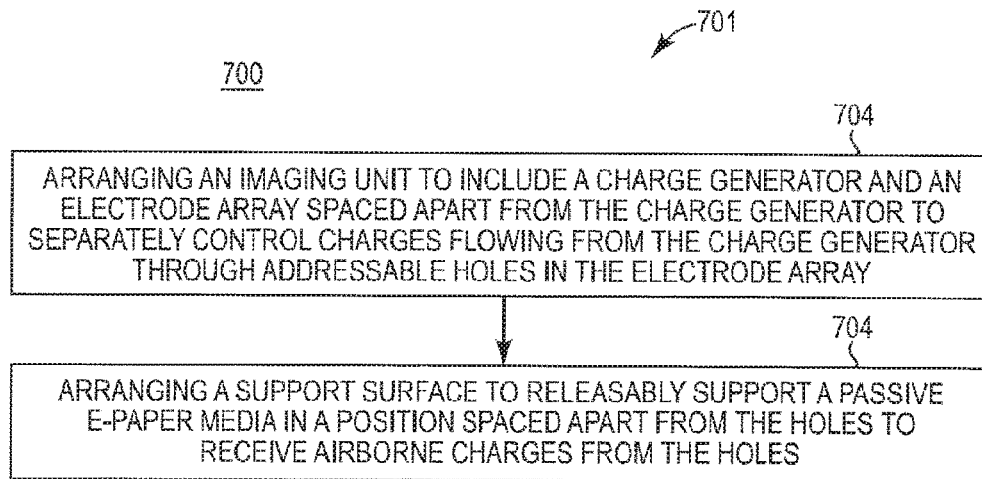 701
700
704
ARRANGING AN IMAGING UNIT TO INCLUDE A CHARGE GENERATOR AND AN
ELECTRODE ARRAY SPACED APART FROM THE CHARGE GENERATOR TO
SEPARATELY CONTROL CHARGES FLOWING FROM THE CHARGE GENERATOR
THROUGH ADDRESSABLE HOLES IN THE ELECTRODE ARRAY
704
ARRANGING A SUPPORT SURFACE TO RELEASABLY SUPPORT A PASSIVE
E-PAPER MEDIA IN A POSITION SPACED APART FROM THE HOLES TO
RECEIVE AIRBORNE CHARGES FROM THE HOLES